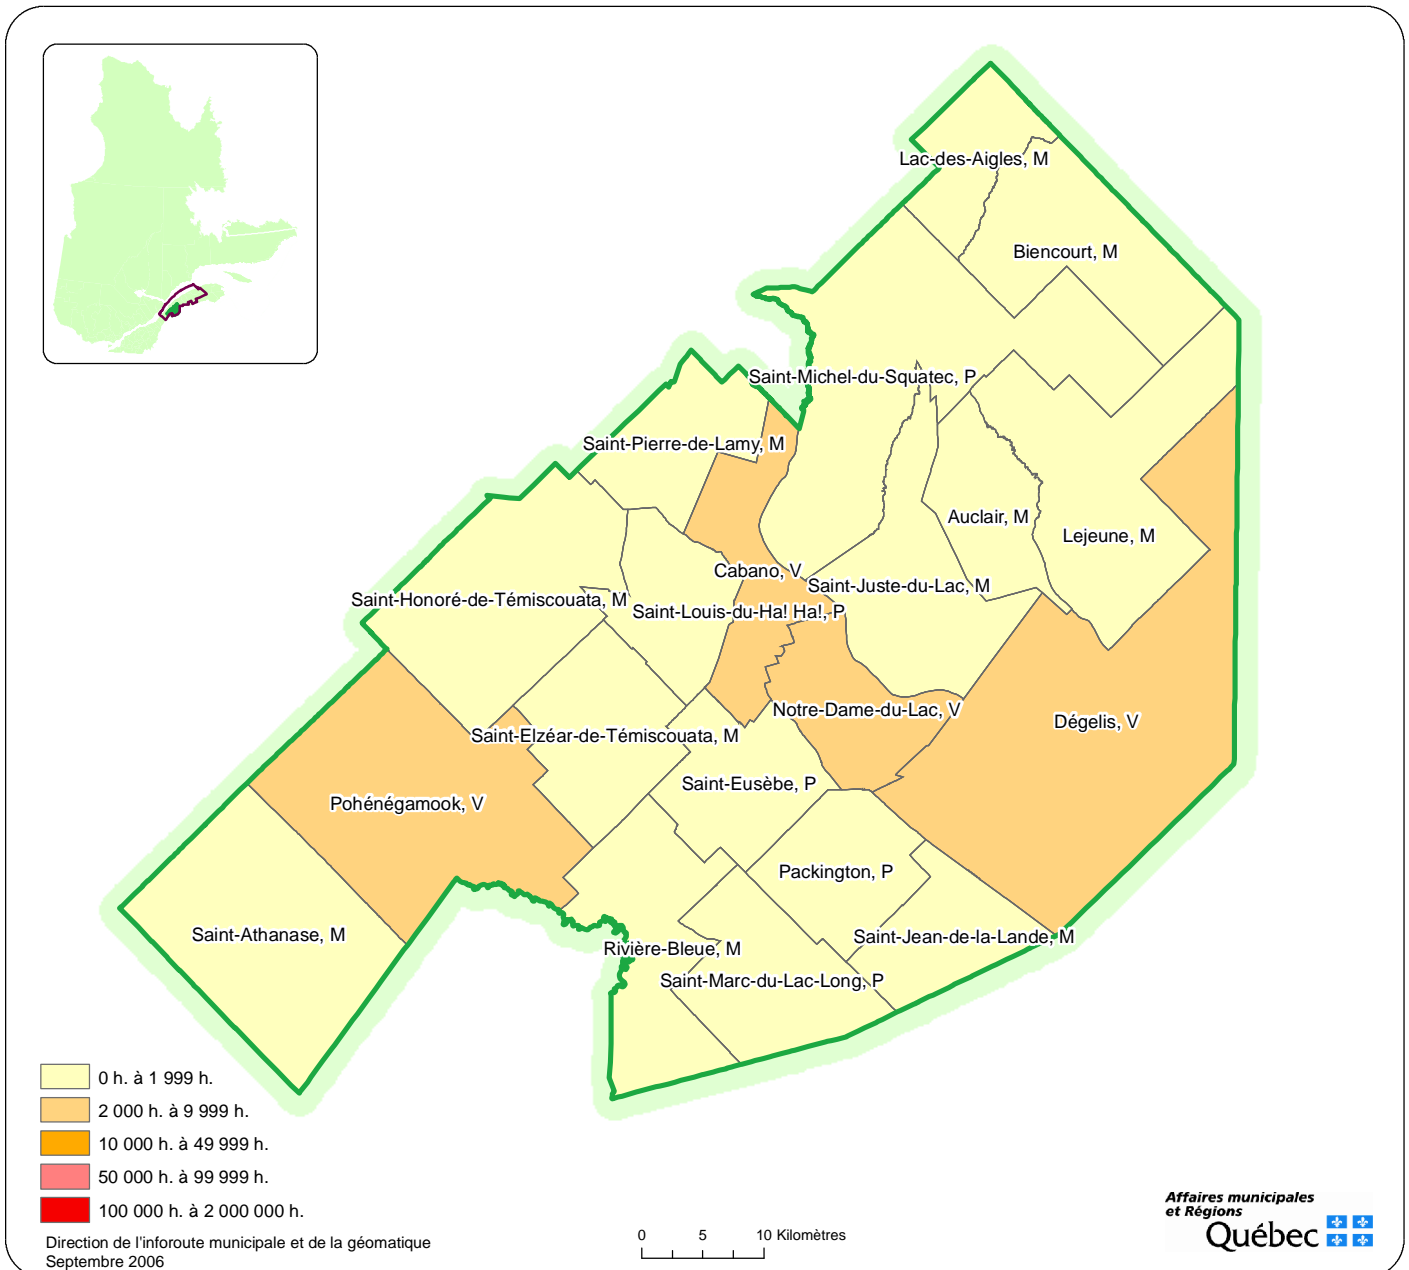 Lac-des-Aigles, M
Biencourt, M
Saint-Michel-du-Squatec, P
Saint-Pierre-de-Lamy, M
Auclair, M
Lejeune, M
Cabano, V
Saint-Juste-du-Lac, M
Saint-Honoré-de-Témiscouata, M
Saint-Louis-du-Ha! Ha!, P
Notre-Dame-du-Lac, V
Dégelis, V
Saint-Elzéar-de-Témiscouata, M
Saint-Eusèbe, P
Pohénégamook, V
Packington, P
Saint-Athanase, M
Saint-Jean-de-la-Lande, M
Rivière-Bleue, M
Saint-Marc-du-Lac-Long, P
0 h. à 1 999 h.
2 000 h. à 9 999 h.
10 000 h. à 49 999 h.
50 000 h. à 99 999 h.
100 000 h. à 2 000 000 h.
Direction de l'inforoute municipale et de la géomatique
Septembre 2006
0 5 10 Kilomètres
Affaires municipales
et Régions
Québec